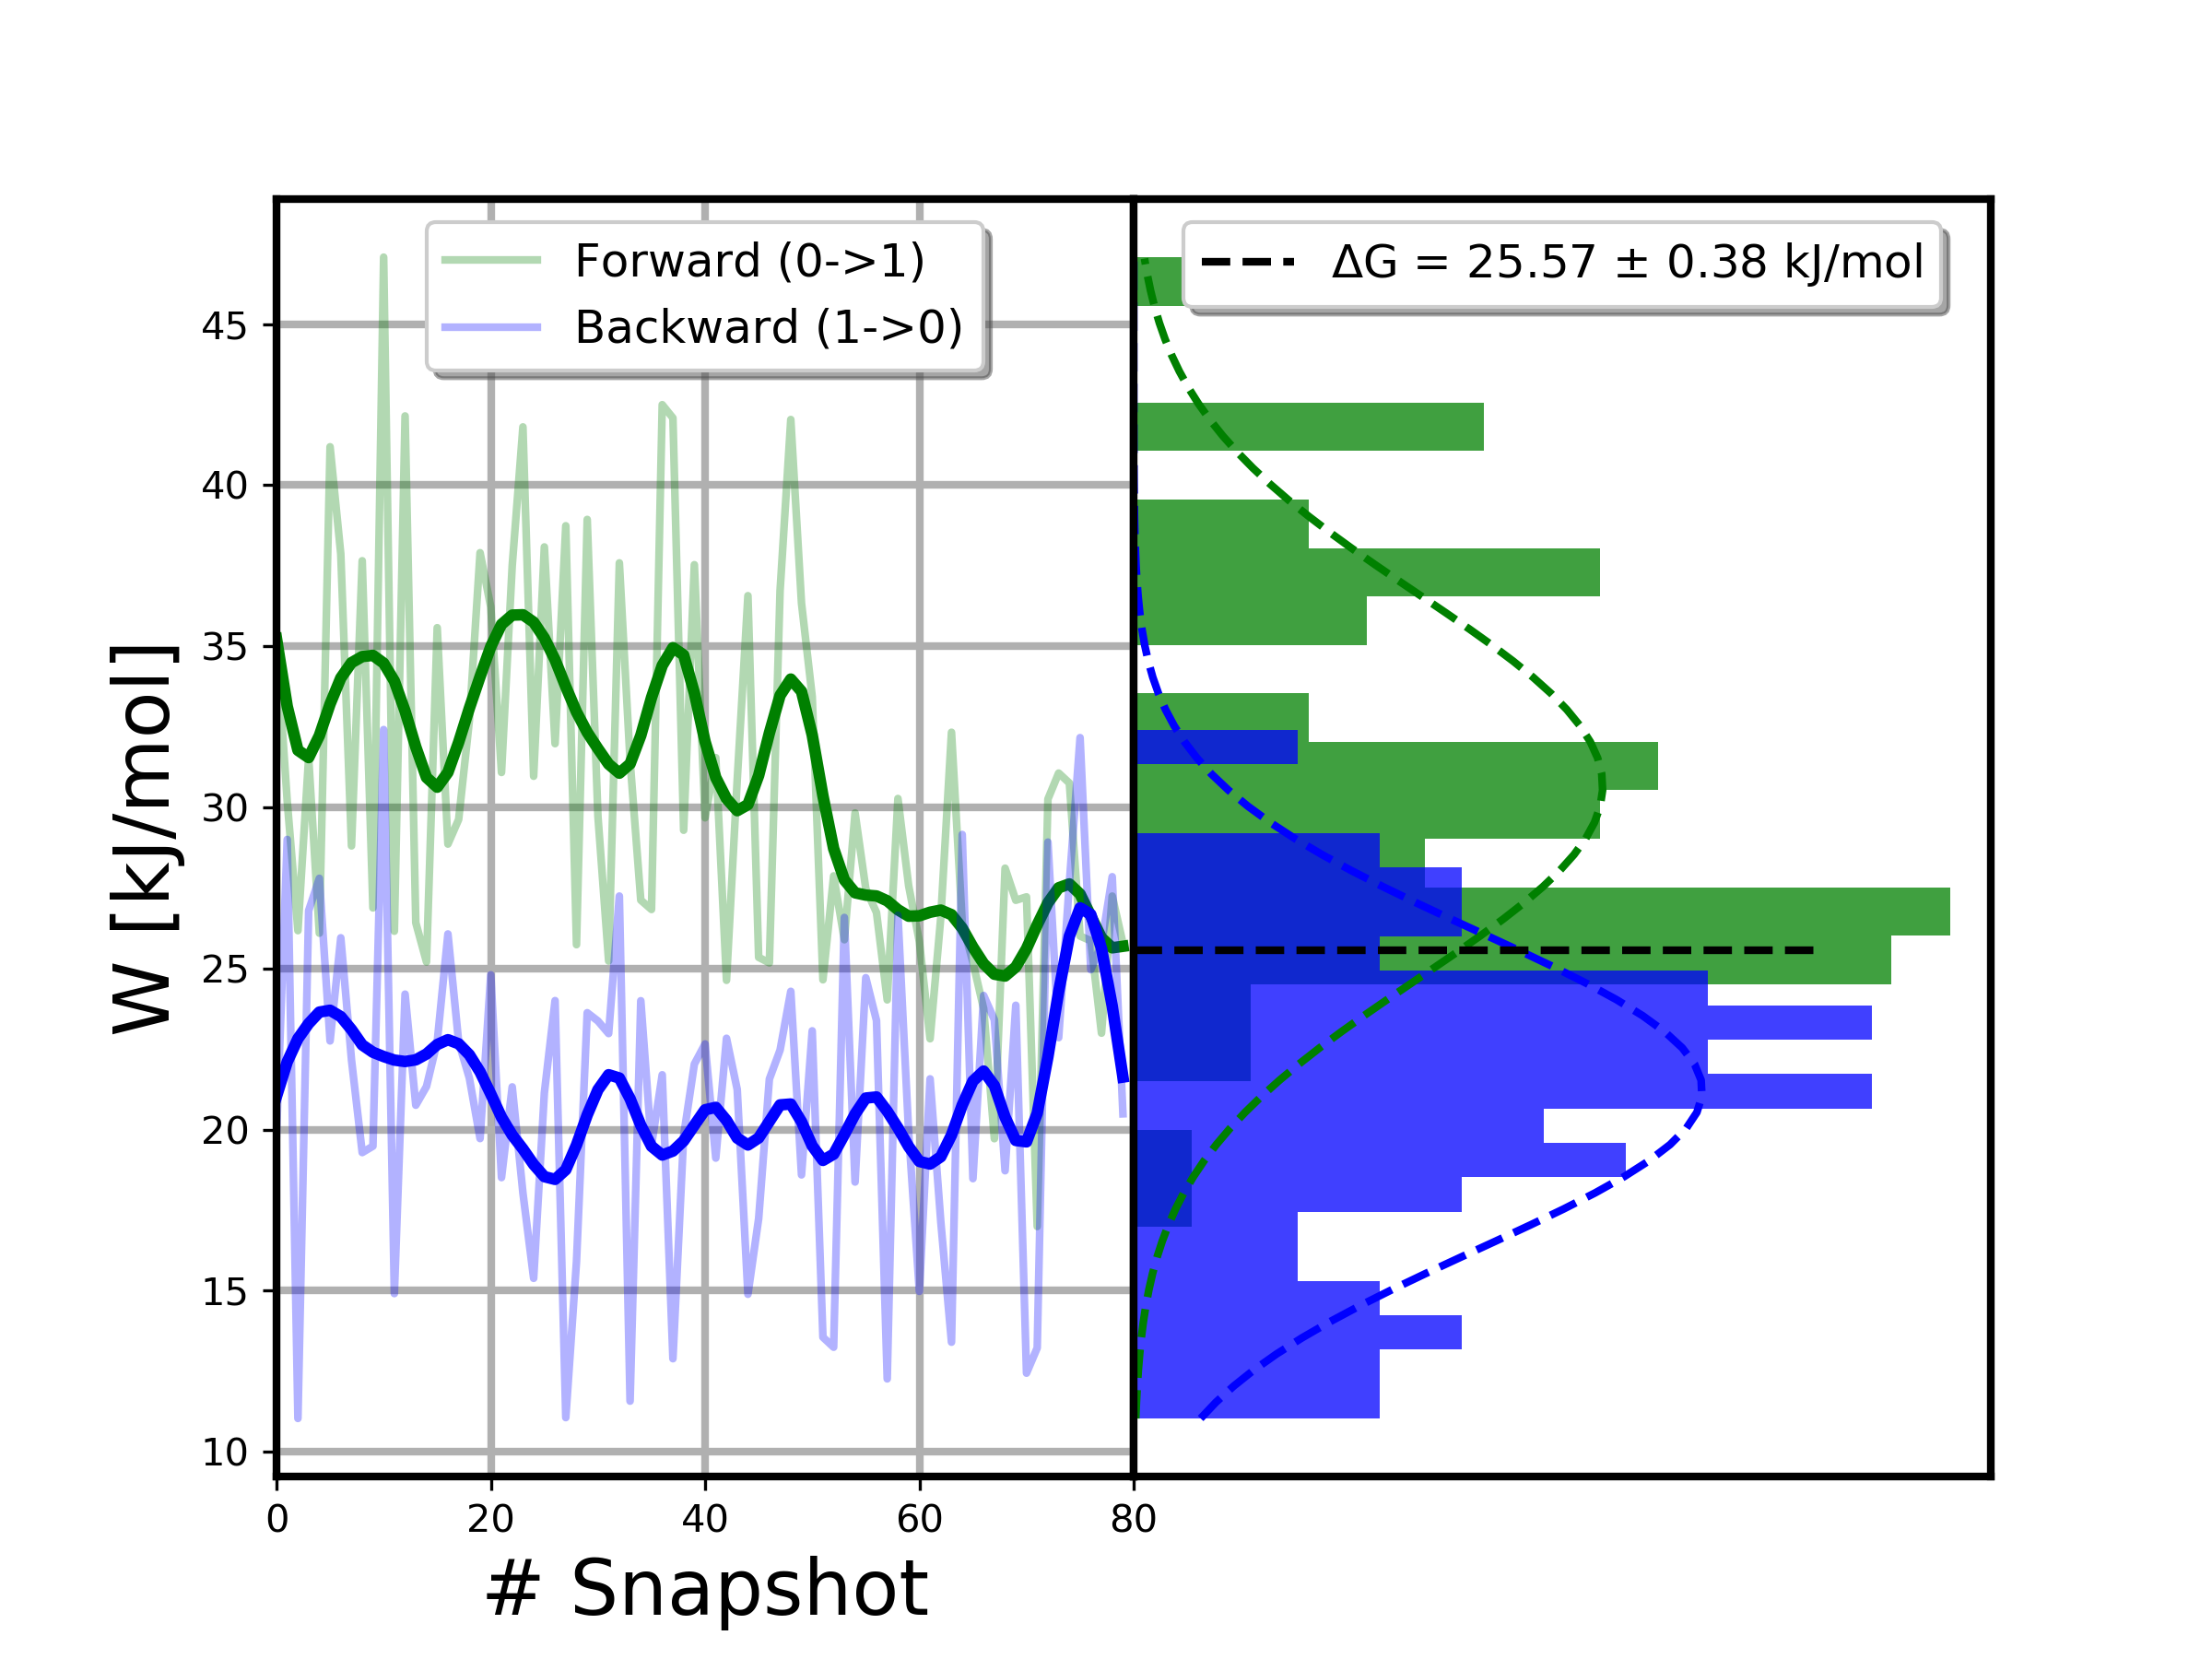 Forward (0->1)
Backward (1->0)
ΔG = 25.57 ± 0.38 kJ/mol
W [kJ/mol]
45
40
35
30
25
20
15
10
0 20 40 60 80
# Snapshot